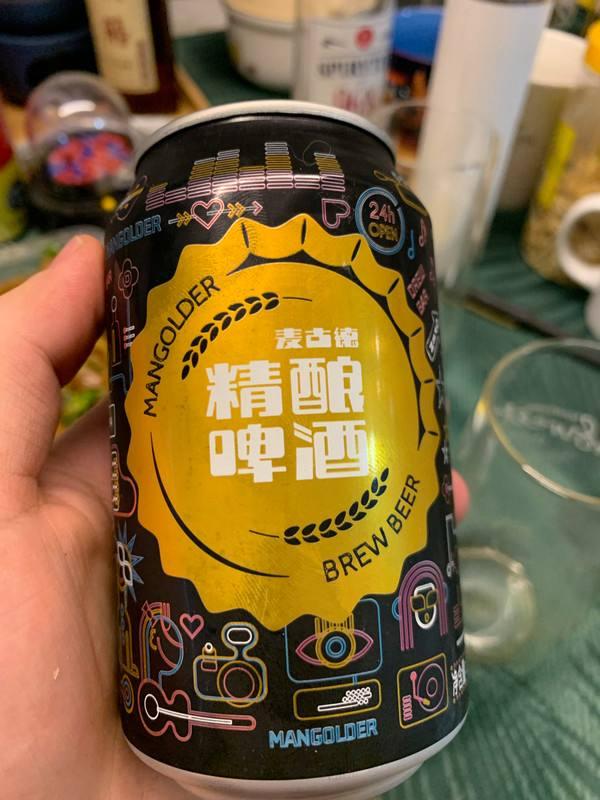 24h
OPEN
MANGOLDER
MANGOLDER
麦古德
精酿
啤酒
BREW BEER
MANGOLDER